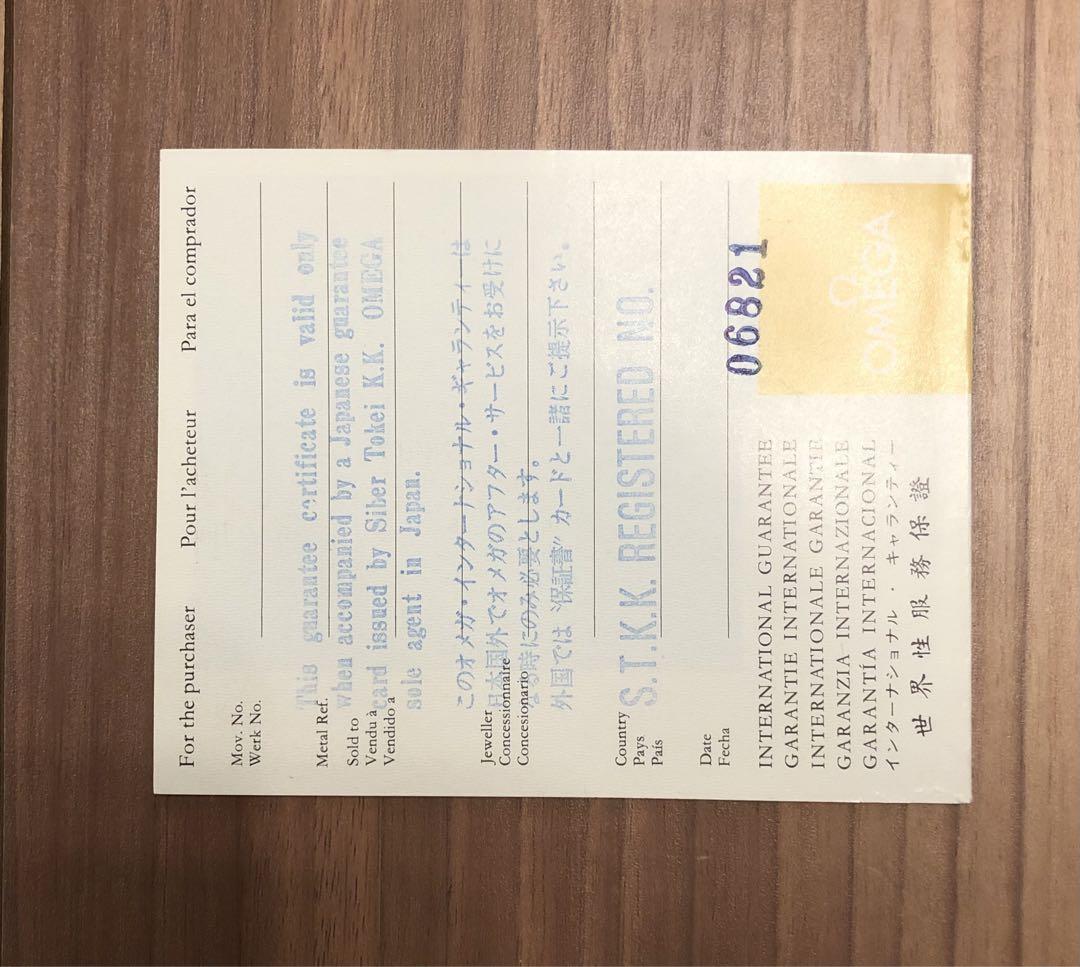 For the purchaser Pour l'acheteur Para el comprador
Mov. No.
Werk No.
This guarantee certificate is valid only
Metal Ref.
when accompanied by a Japanese guarantee
Sold to
Vendu à
card issued by Siber Tokei K.K. OMEGA
Vendido a
sole agent in Japan.
このオメガ・インターナショナル・ギャランティーは
Jeweller
日本国外でオメガのアフター・サービスをお受けに
Concessionnaire
Concesionario
なる時にのみ必要とします。
外国では"保証書"カードと一諸にご提示下さい。
Country
Pays
País
S.T.K.K. REGISTERED NO.
Date
Fecha
06821
INTERNATIONAL GUARANTEE
GARANTIE INTERNATIONALE
INTERNATIONALE GARANTIE
GARANZIA INTERNAZIONALE
GARANTÍA INTERNACIONAL
インターナショナル・ギャランティー
世界性服務保證
Ω
OMEGA